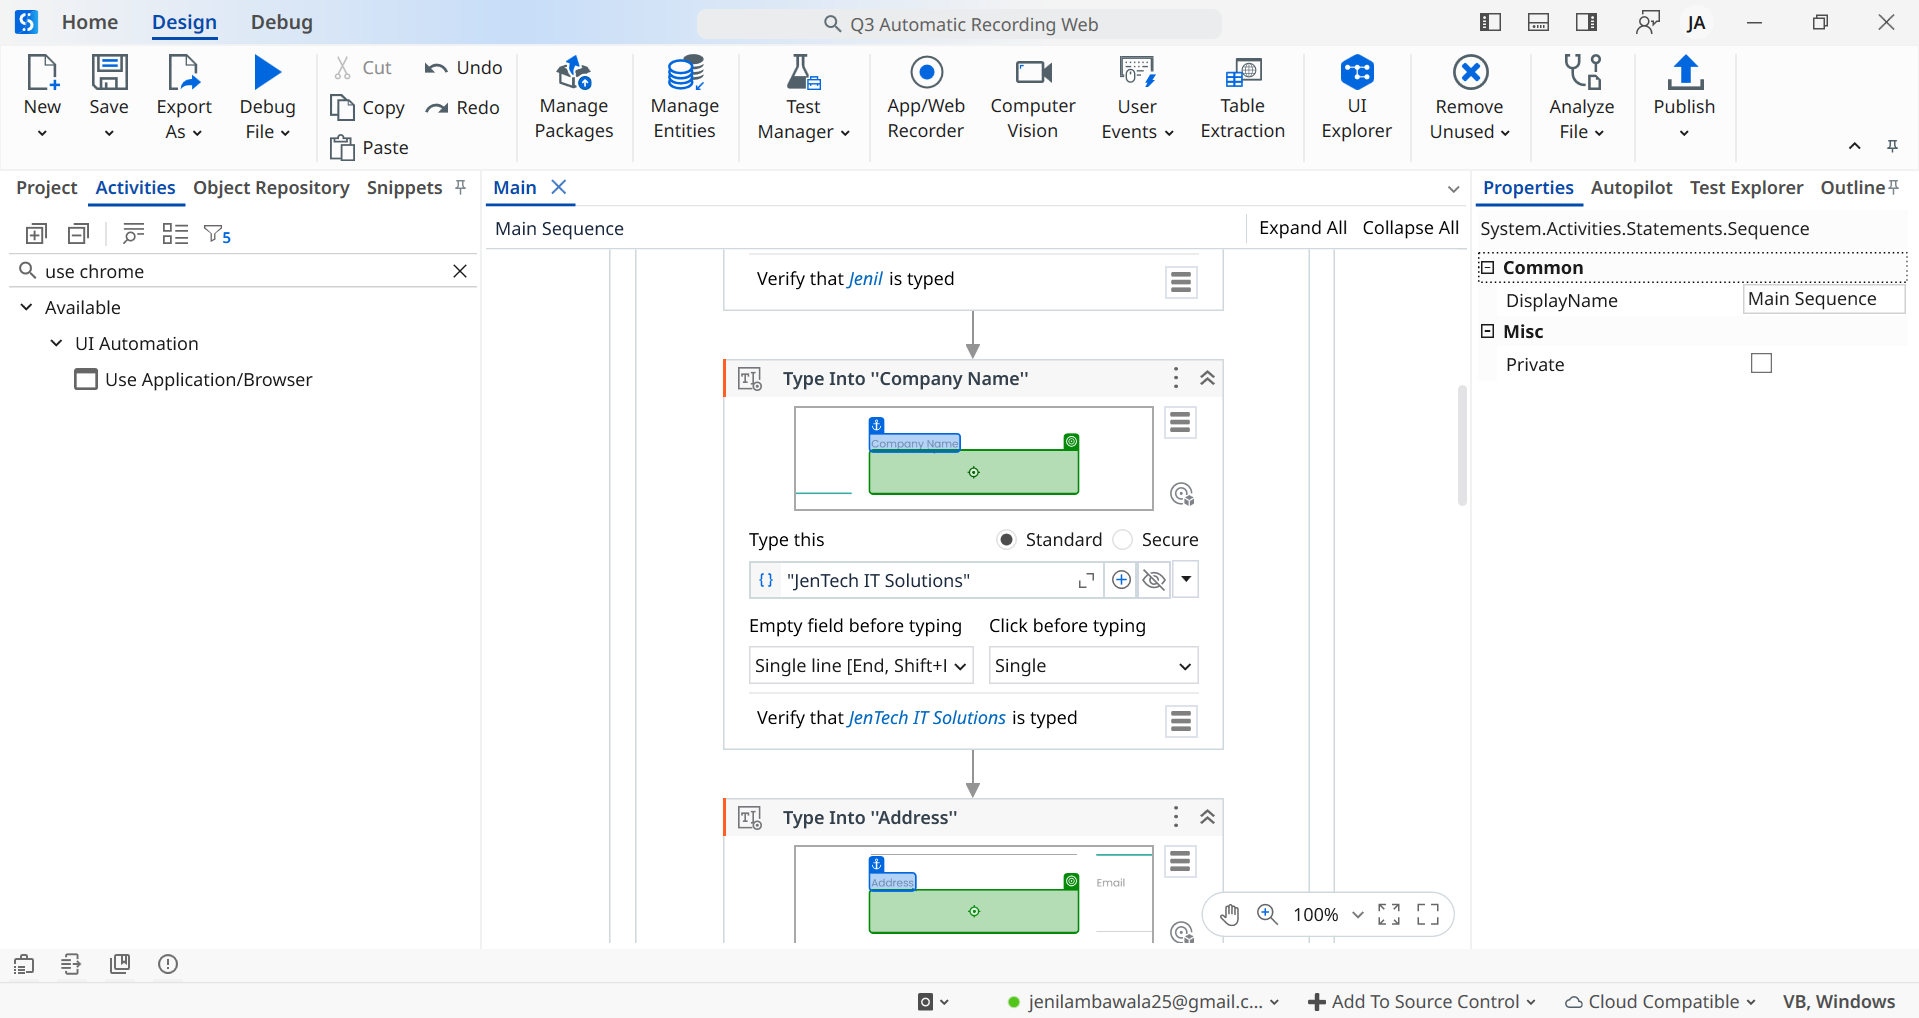 Home Design Debug
Q3 Automatic Recording Web
JA
New
Save
Export As
Debug File
Cut
Copy
Paste
Undo
Redo
Manage Packages
Manage Entities
Test Manager
App/Web Recorder
Computer Vision
User Events
Table Extraction
UI Explorer
Remove Unused
Analyze File
Publish
Project Activities Object Repository Snippets
5
use chrome
Available
UI Automation
Use Application/Browser
Main
Main Sequence
Expand All Collapse All
Verify that Jenil is typed
Type Into "Company Name"
Company Name
Type this
Standard Secure
"JenTech IT Solutions"
Empty field before typing Click before typing
Single line [End, Shift+I Single
Verify that JenTech IT Solutions is typed
Type Into "Address"
Address
Email
100%
Properties Autopilot Test Explorer Outline
System.Activities.Statements.Sequence
Common
DisplayName Main Sequence
Misc
Private
jenilambawala25@gmail.c... Add To Source Control Cloud Compatible VB, Windows